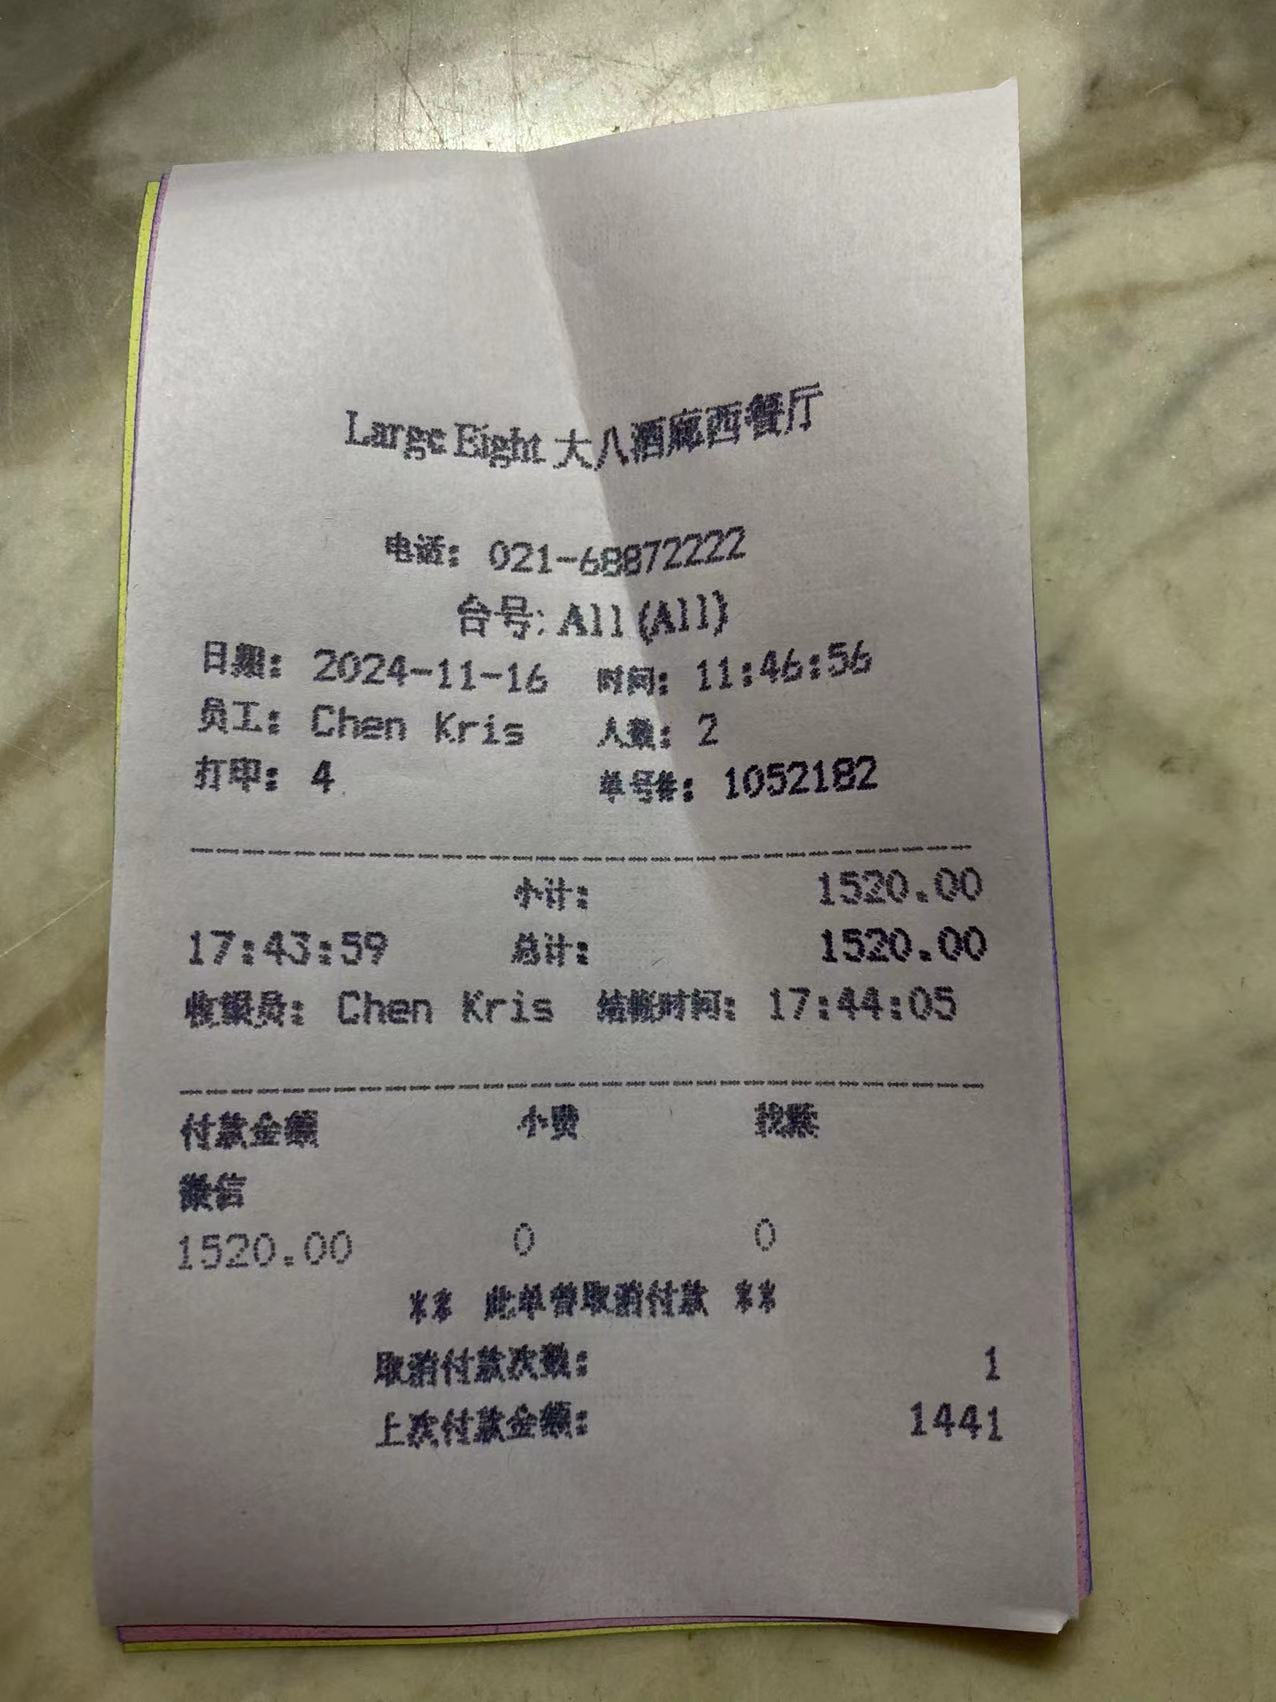 Large Eight 大八酒廊西餐厅
电话: 021-68872222
台号: A11 (A11)
日期: 2024-11-16 时间: 11:46:56
员工: Chen Kris 人数: 2
打印: 4 单号#: 1052182
小计: 1520.00
17:43:59 总计: 1520.00
收银员: Chen Kris 结帐时间: 17:44:05
付款金额 小费 找赎
微信
1520.00 0 0
** 此单曾取消付款 **
取消付款次数: 1
上次付款金额: 1441